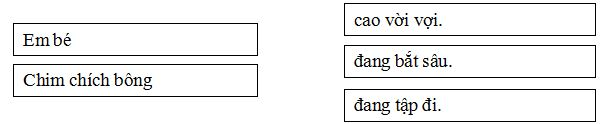 Em bé
Chim chích bông
cao vời vợi.
đang bắt sâu.
đang tập đi.